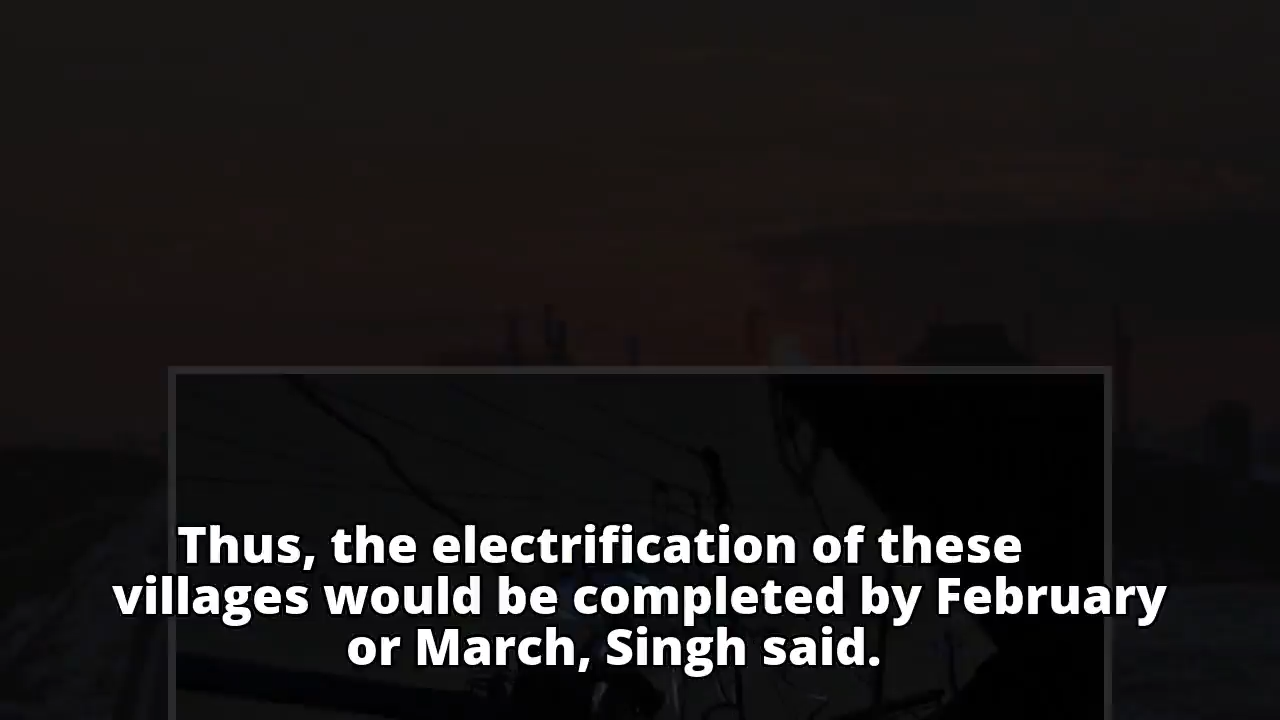 Thus, the electrification of these
villages would be completed by February
or March, Singh said.